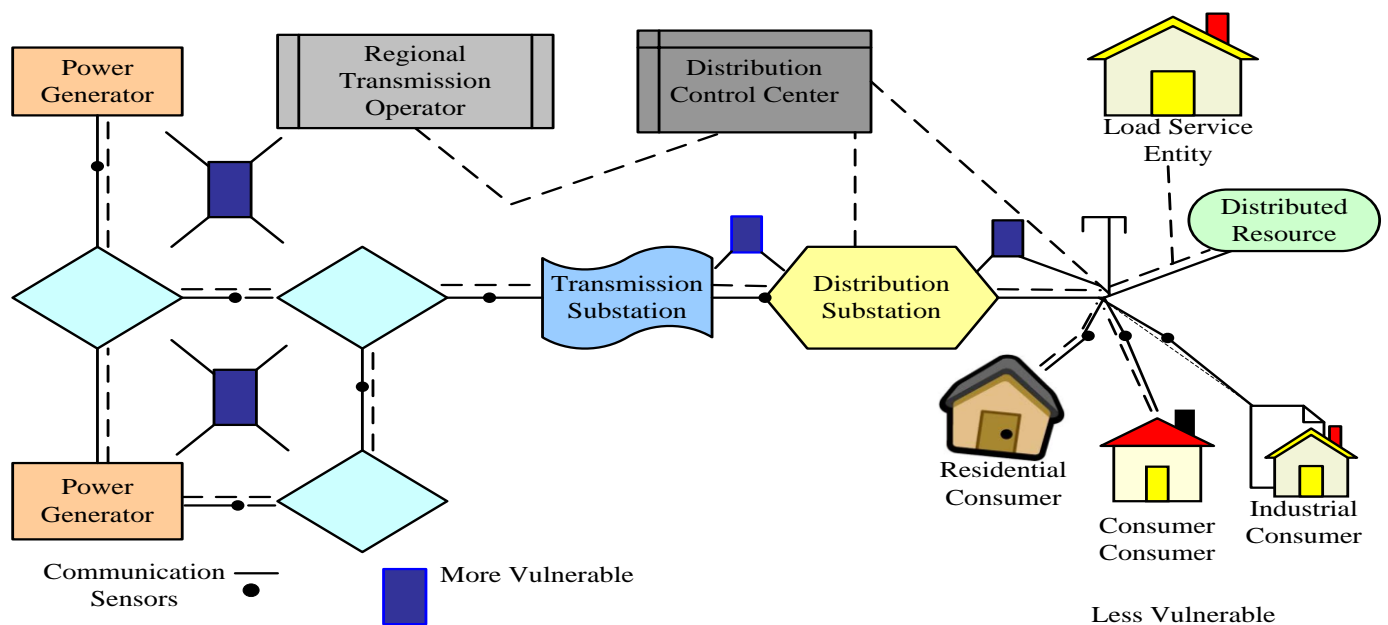 Power
Generator
Regional
Transmission
Operator
Distribution
Control Center
Load Service
Entity
Distributed
Resource
Transmission
Substation
Distribution
Substation
Residential
Consumer
Consumer
Consumer
Industrial
Consumer
Power
Generator
Communication
Sensors
More Vulnerable
Less Vulnerable